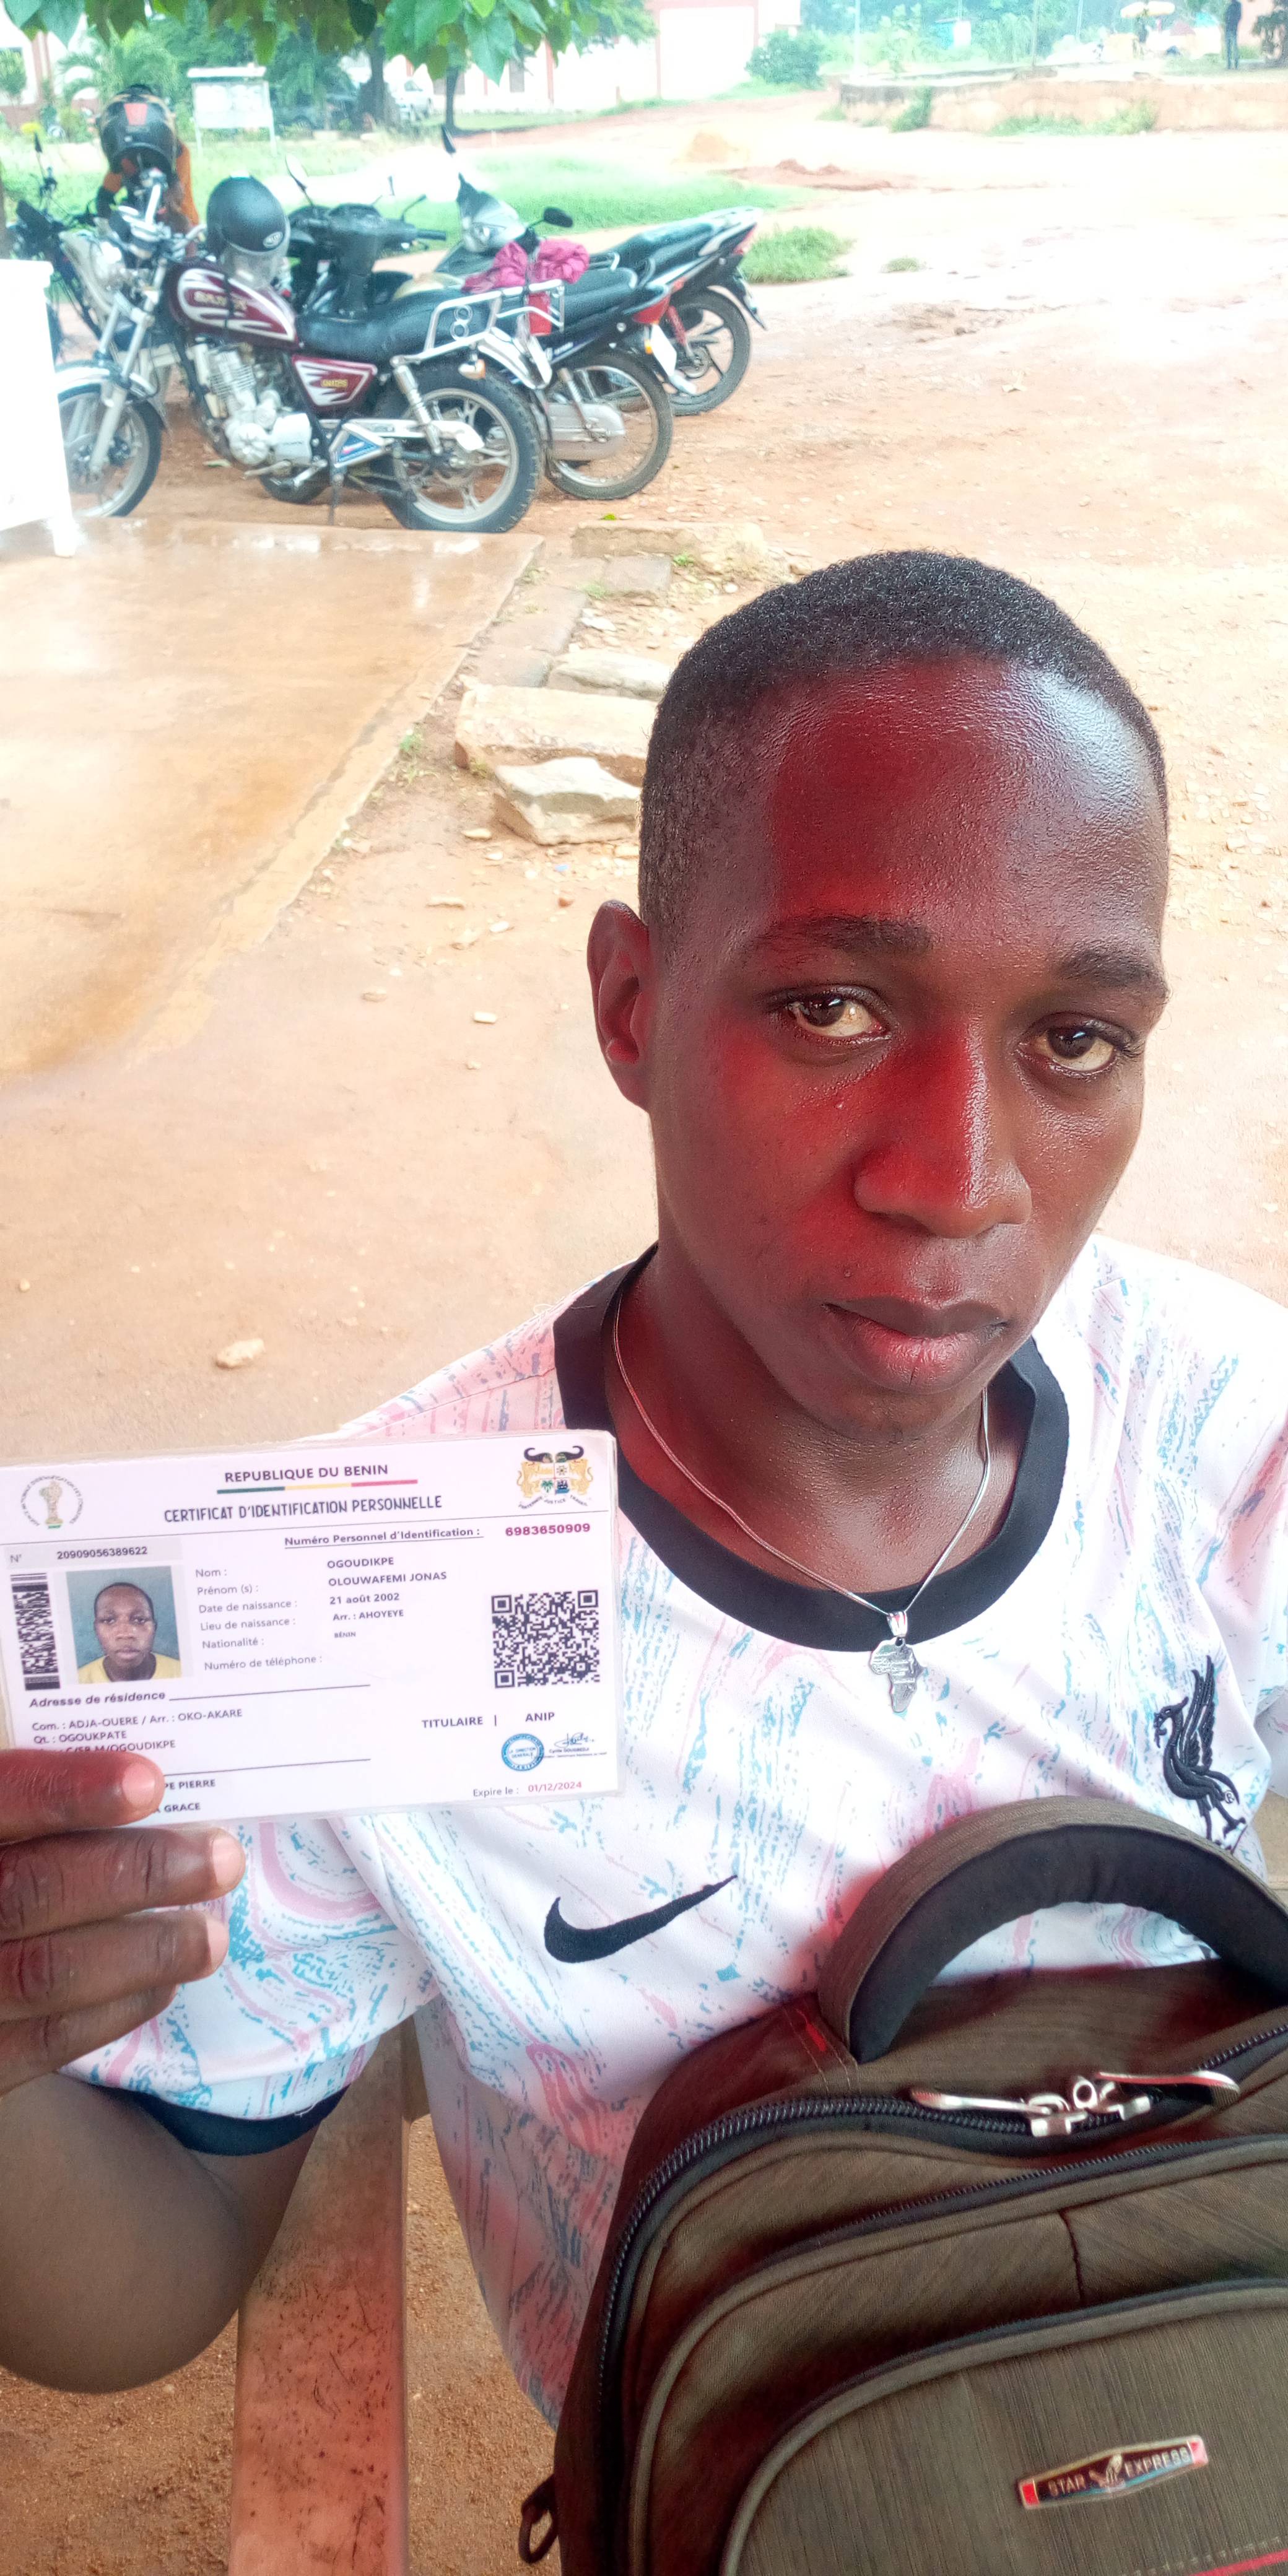 REPUBLIQUE DU BENIN
CERTIFICAT D'IDENTIFICATION PERSONNELLE
Numéro Personnel d'Identification : 6983650909
N° 20909056389622
Nom : OGOUDIKPE
Prénom (s) : OLOUWAFEMI JONAS
Date de naissance : 21 août 2002
Lieu de naissance : Arr. : AHOYEYE
Nationalité : BÉNIN
Numéro de téléphone :
Adresse de résidence
Com. : ADJA-OUERE / Arr. : OKO-AKARE
Qt. : OGOUKPATE
M/OGOUDIKPE
TITULAIRE | ANIP
PE PIERRE
GRACE
Expire le : 01/12/2024
STAR EXPRESS